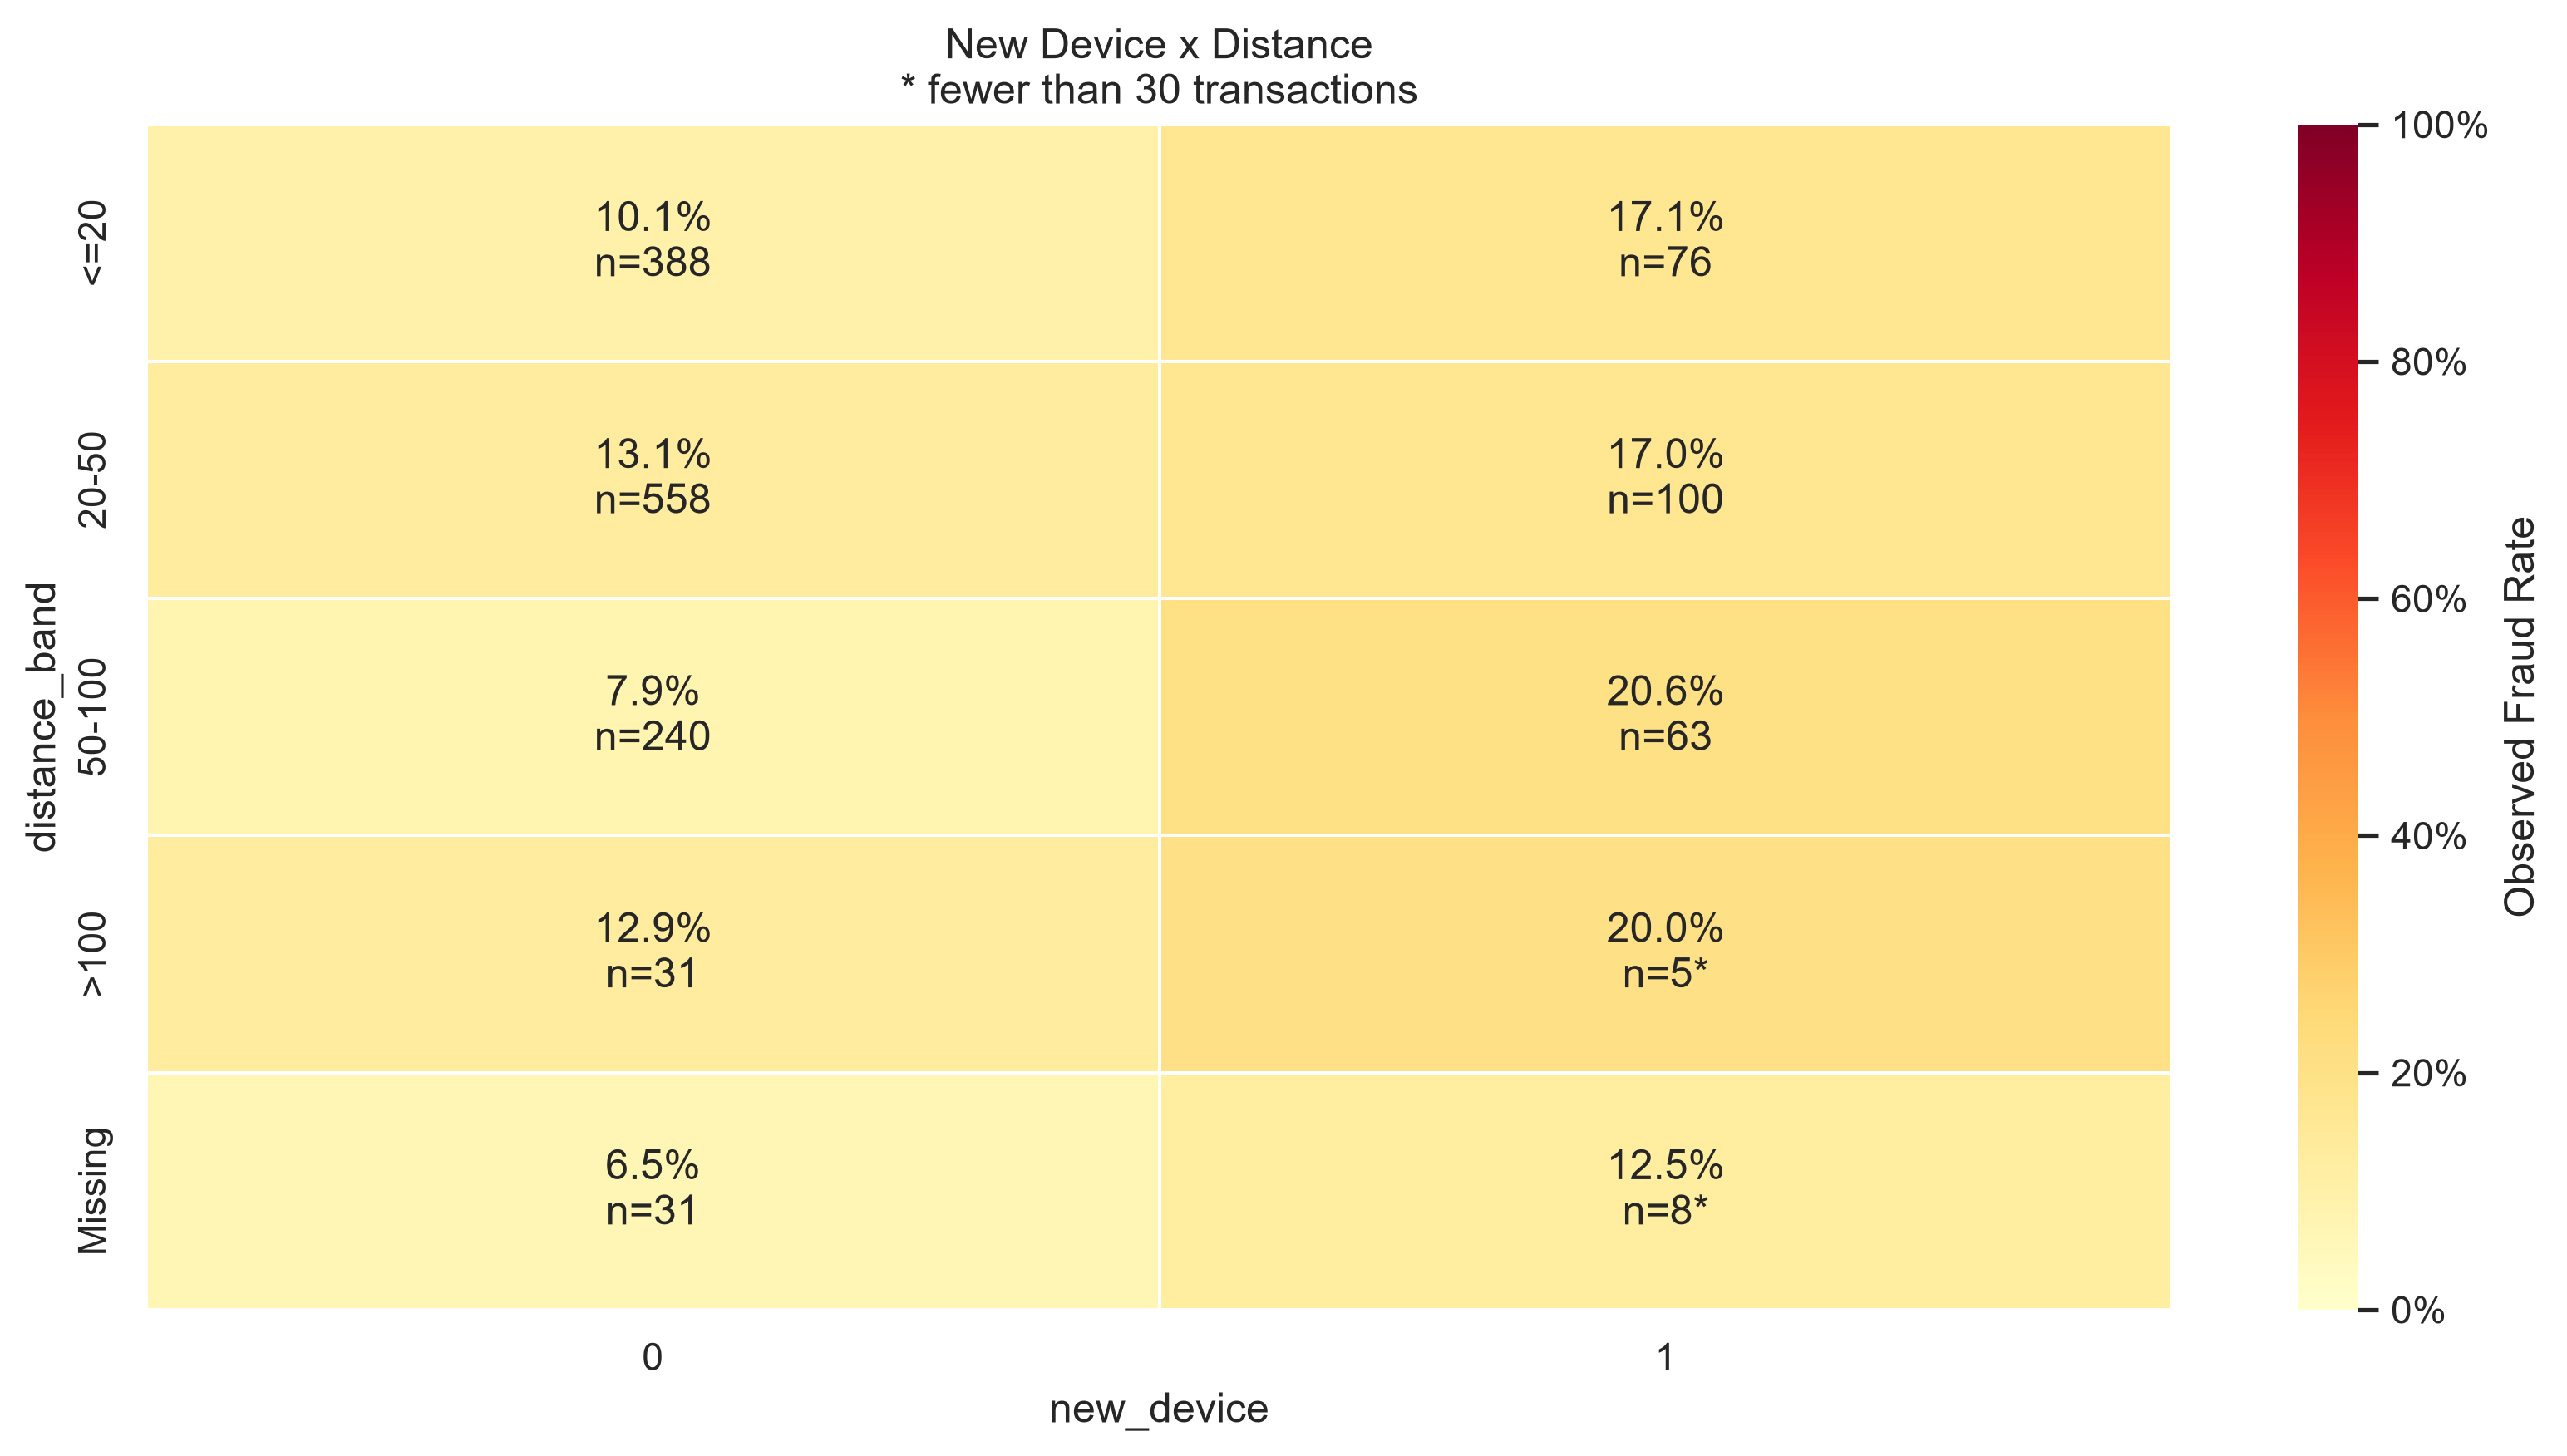 New Device x Distance
* fewer than 30 transactions
distance_band
<=20
10.1%
n=388
17.1%
n=76
20-50
13.1%
n=558
17.0%
n=100
50-100
7.9%
n=240
20.6%
n=63
>100
12.9%
n=31
20.0%
n=5*
Missing
6.5%
n=31
12.5%
n=8*
0
1
new_device
100%
80%
60%
40%
20%
0%
Observed Fraud Rate